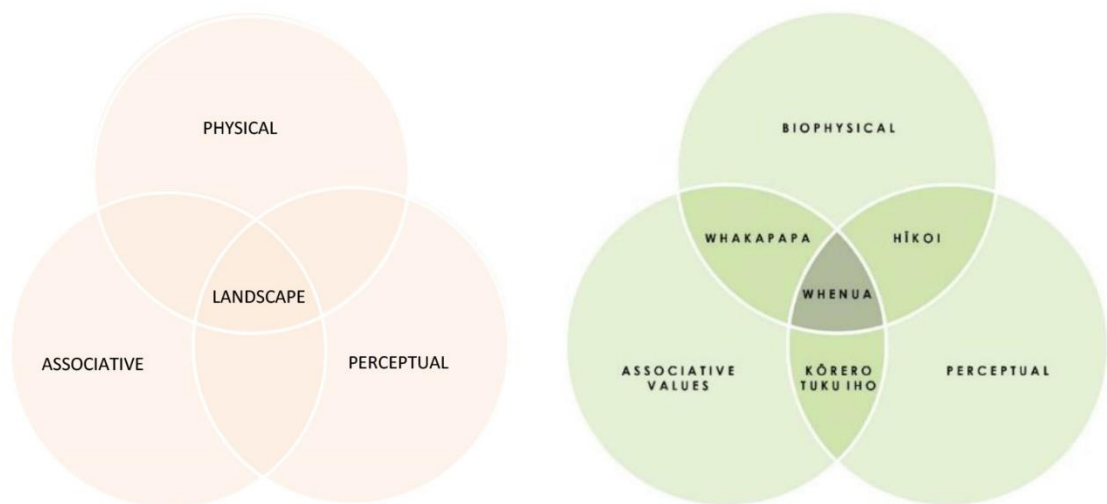 PHYSICAL
LANDSCAPE
ASSOCIATIVE
PERCEPTUAL
BIOPHYSICAL
WHAKAPAPA
HĪKOI
WHENUA
ASSOCIATIVE
VALUES
KŌRERO
TUKU IHO
PERCEPTUAL